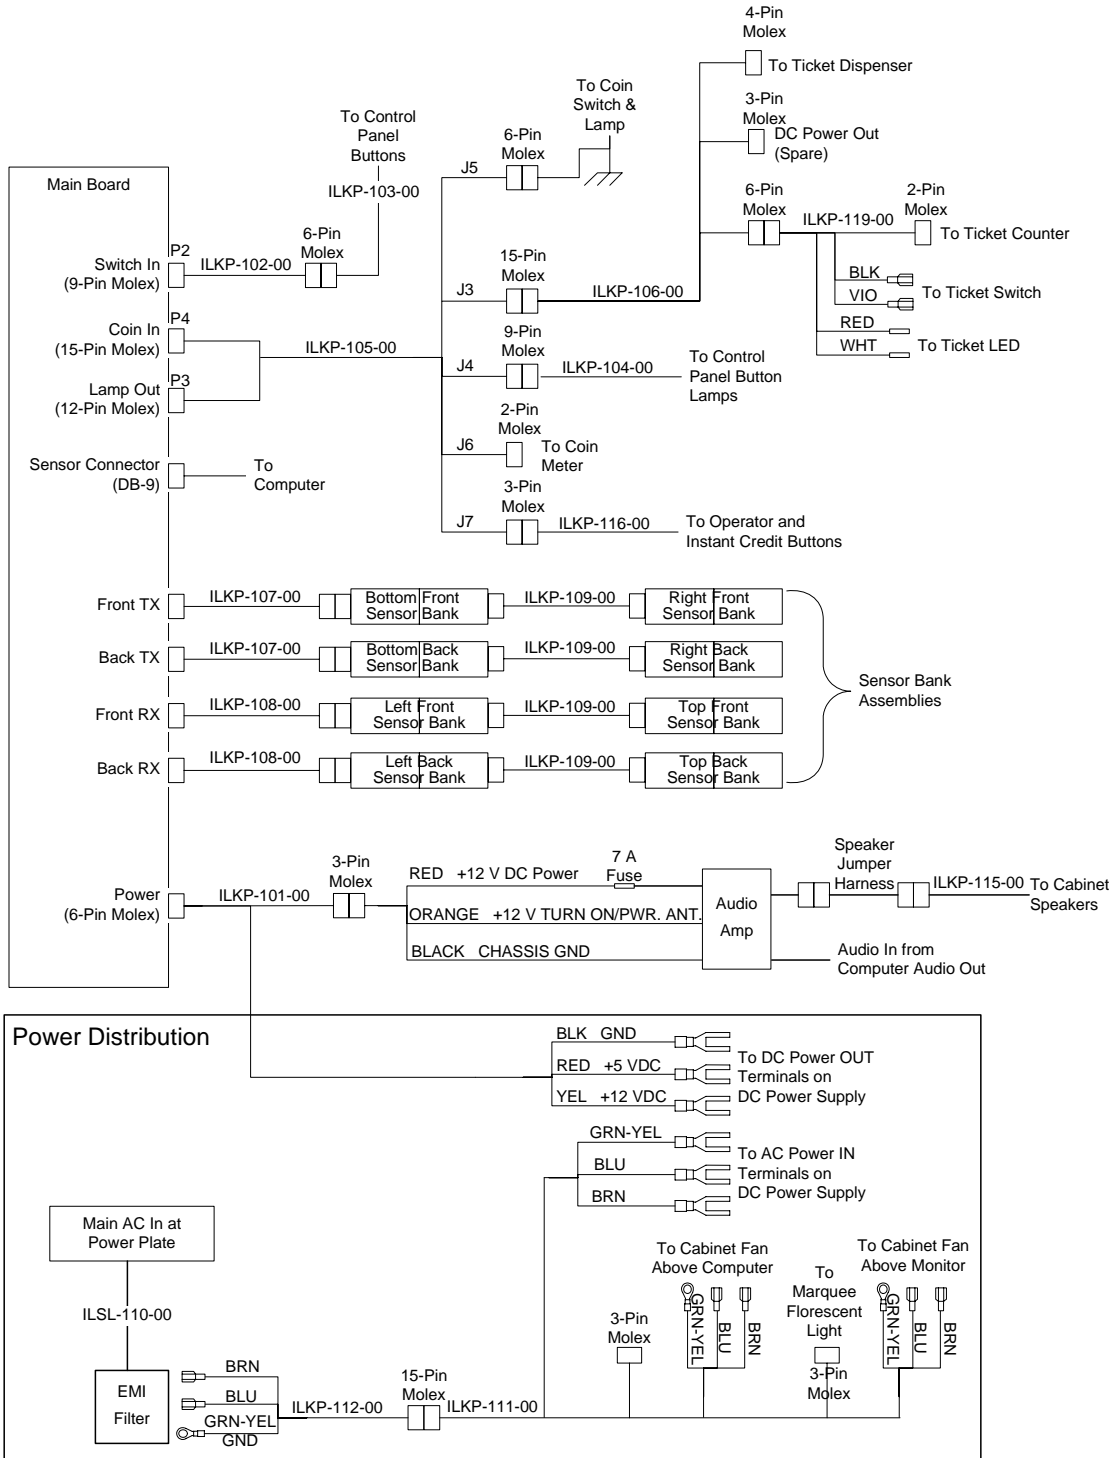 4-Pin
Molex
To Ticket Dispenser
3-Pin
Molex
DC Power Out
(Spare)
To Coin
Switch &
Lamp
To Control
Panel
Buttons
6-Pin
Molex
J5
ILKP-103-00
Main Board
6-Pin
Molex
ILKP-119-00
2-Pin
Molex
To Ticket Counter
P2
Switch In
(9-Pin Molex)
ILKP-102-00
6-Pin
Molex
15-Pin
Molex
J3
ILKP-106-00
BLK
VIO
To Ticket Switch
RED
WHT
To Ticket LED
P4
Coin In
(15-Pin Molex)
ILKP-105-00
9-Pin
Molex
J4
ILKP-104-00
To Control
Panel Button
Lamps
P3
Lamp Out
(12-Pin Molex)
2-Pin
Molex
J6
To Coin
Meter
Sensor Connector
(DB-9)
To
Computer
3-Pin
Molex
J7
ILKP-116-00
To Operator and
Instant Credit Buttons
Front TX
ILKP-107-00
Bottom Front
Sensor Bank
ILKP-109-00
Right Front
Sensor Bank
Back TX
ILKP-107-00
Bottom Back
Sensor Bank
ILKP-109-00
Right Back
Sensor Bank
Sensor Bank
Assemblies
Front RX
ILKP-108-00
Left Front
Sensor Bank
ILKP-109-00
Top Front
Sensor Bank
Back RX
ILKP-108-00
Left Back
Sensor Bank
ILKP-109-00
Top Back
Sensor Bank
Power
(6-Pin Molex)
ILKP-101-00
3-Pin
Molex
RED +12 V DC Power
7 A
Fuse
ORANGE +12 V TURN ON/PWR. ANT.
BLACK CHASSIS GND
Audio
Amp
Speaker
Jumper
Harness
ILKP-115-00
To Cabinet
Speakers
Audio In from
Computer Audio Out
Power Distribution
BLK GND
RED +5 VDC
YEL +12 VDC
To DC Power OUT
Terminals on
DC Power Supply
GRN-YEL
BLU
BRN
To AC Power IN
Terminals on
DC Power Supply
Main AC In at
Power Plate
ILSL-110-00
EMI
Filter
BRN
BLU
GRN-YEL
GND
ILKP-112-00
15-Pin
Molex
ILKP-111-00
3-Pin
Molex
To Cabinet Fan
Above Computer
GRN-YEL
BLU
BRN
To
Marquee
Florescent
Light
3-Pin
Molex
To Cabinet Fan
Above Monitor
GRN-YEL
BLU
BRN